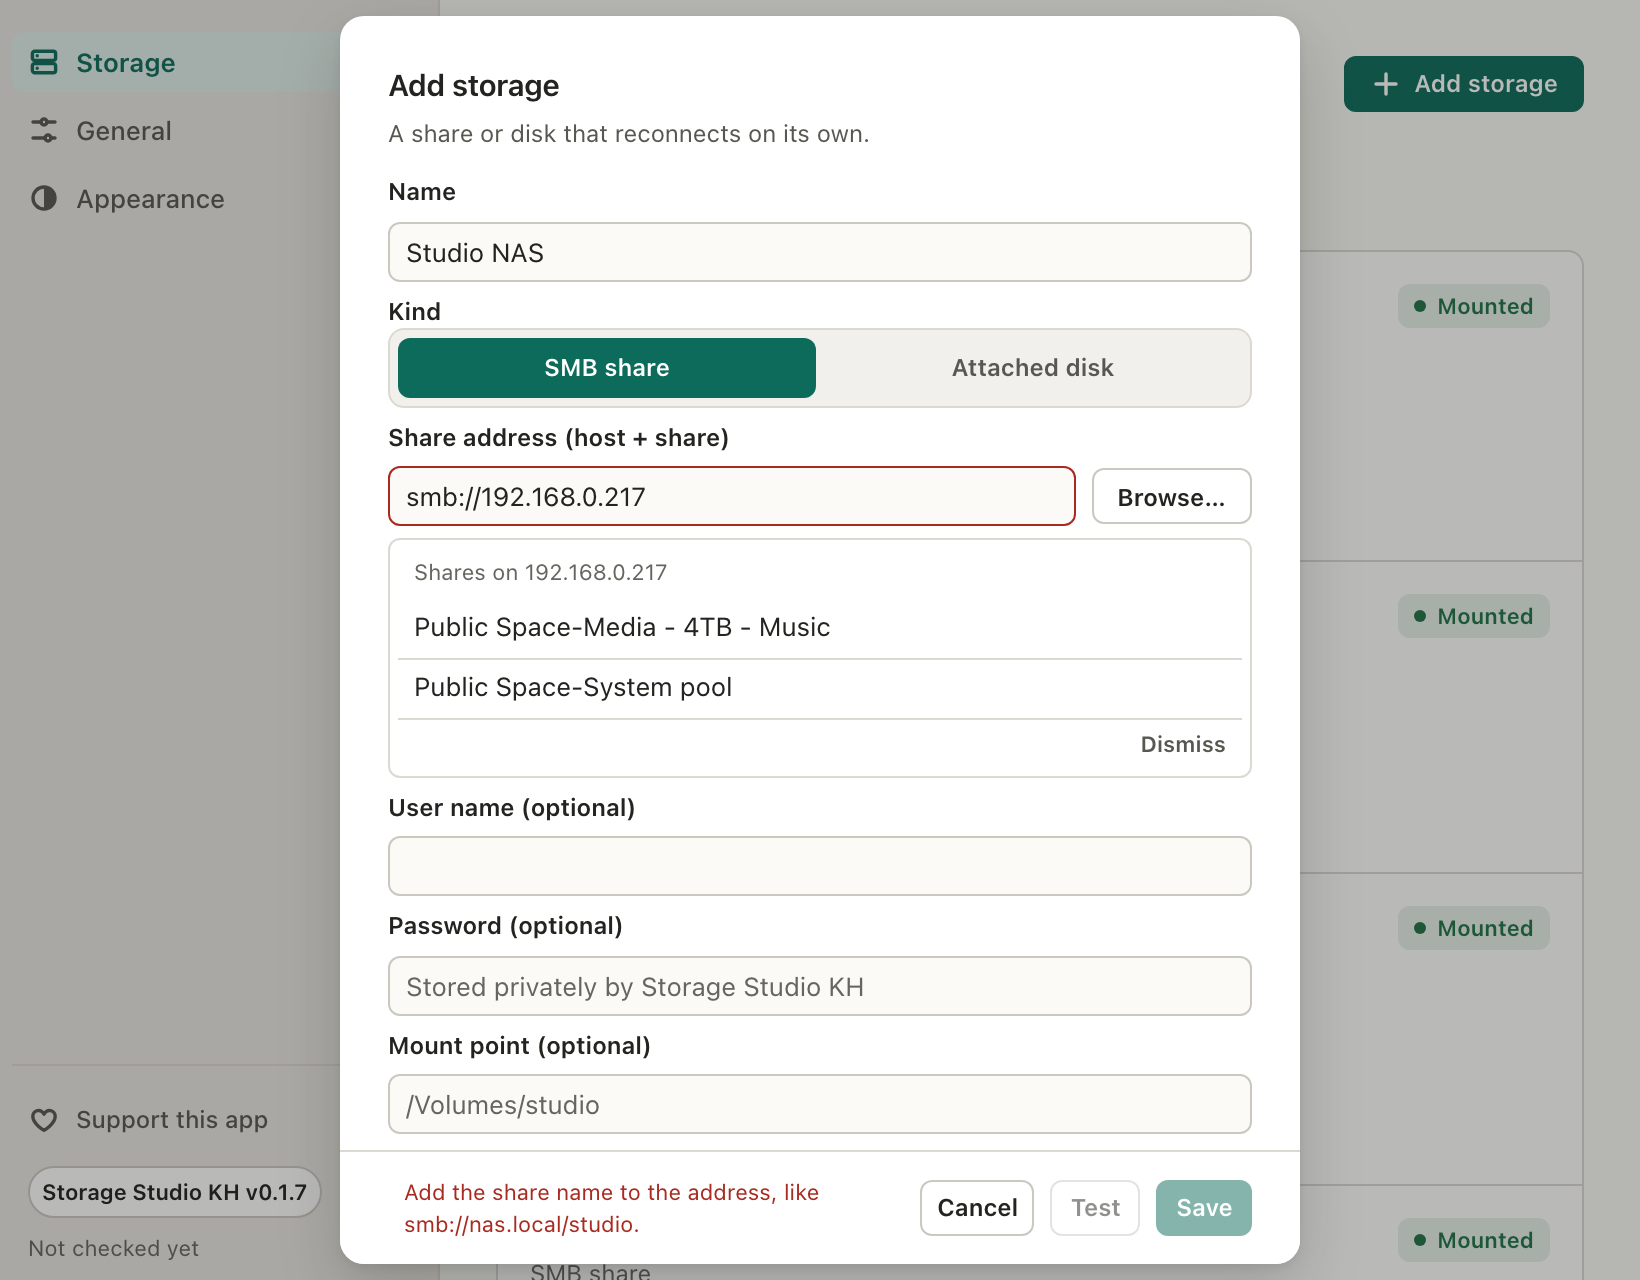 Storage
General
Appearance
Support this app
Storage Studio KH v0.1.7
Not checked yet
Add storage
A share or disk that reconnects on its own.
Name
Studio NAS
Kind
SMB share
Attached disk
Share address (host + share)
smb://192.168.0.217
Browse...
Shares on 192.168.0.217
Public Space-Media - 4TB - Music
Public Space-System pool
Dismiss
User name (optional)
Password (optional)
Stored privately by Storage Studio KH
Mount point (optional)
/Volumes/studio
Add the share name to the address, like
smb://nas.local/studio.
Cancel
Test
Save
Add storage
Mounted
Mounted
Mounted
Mounted
SMB share